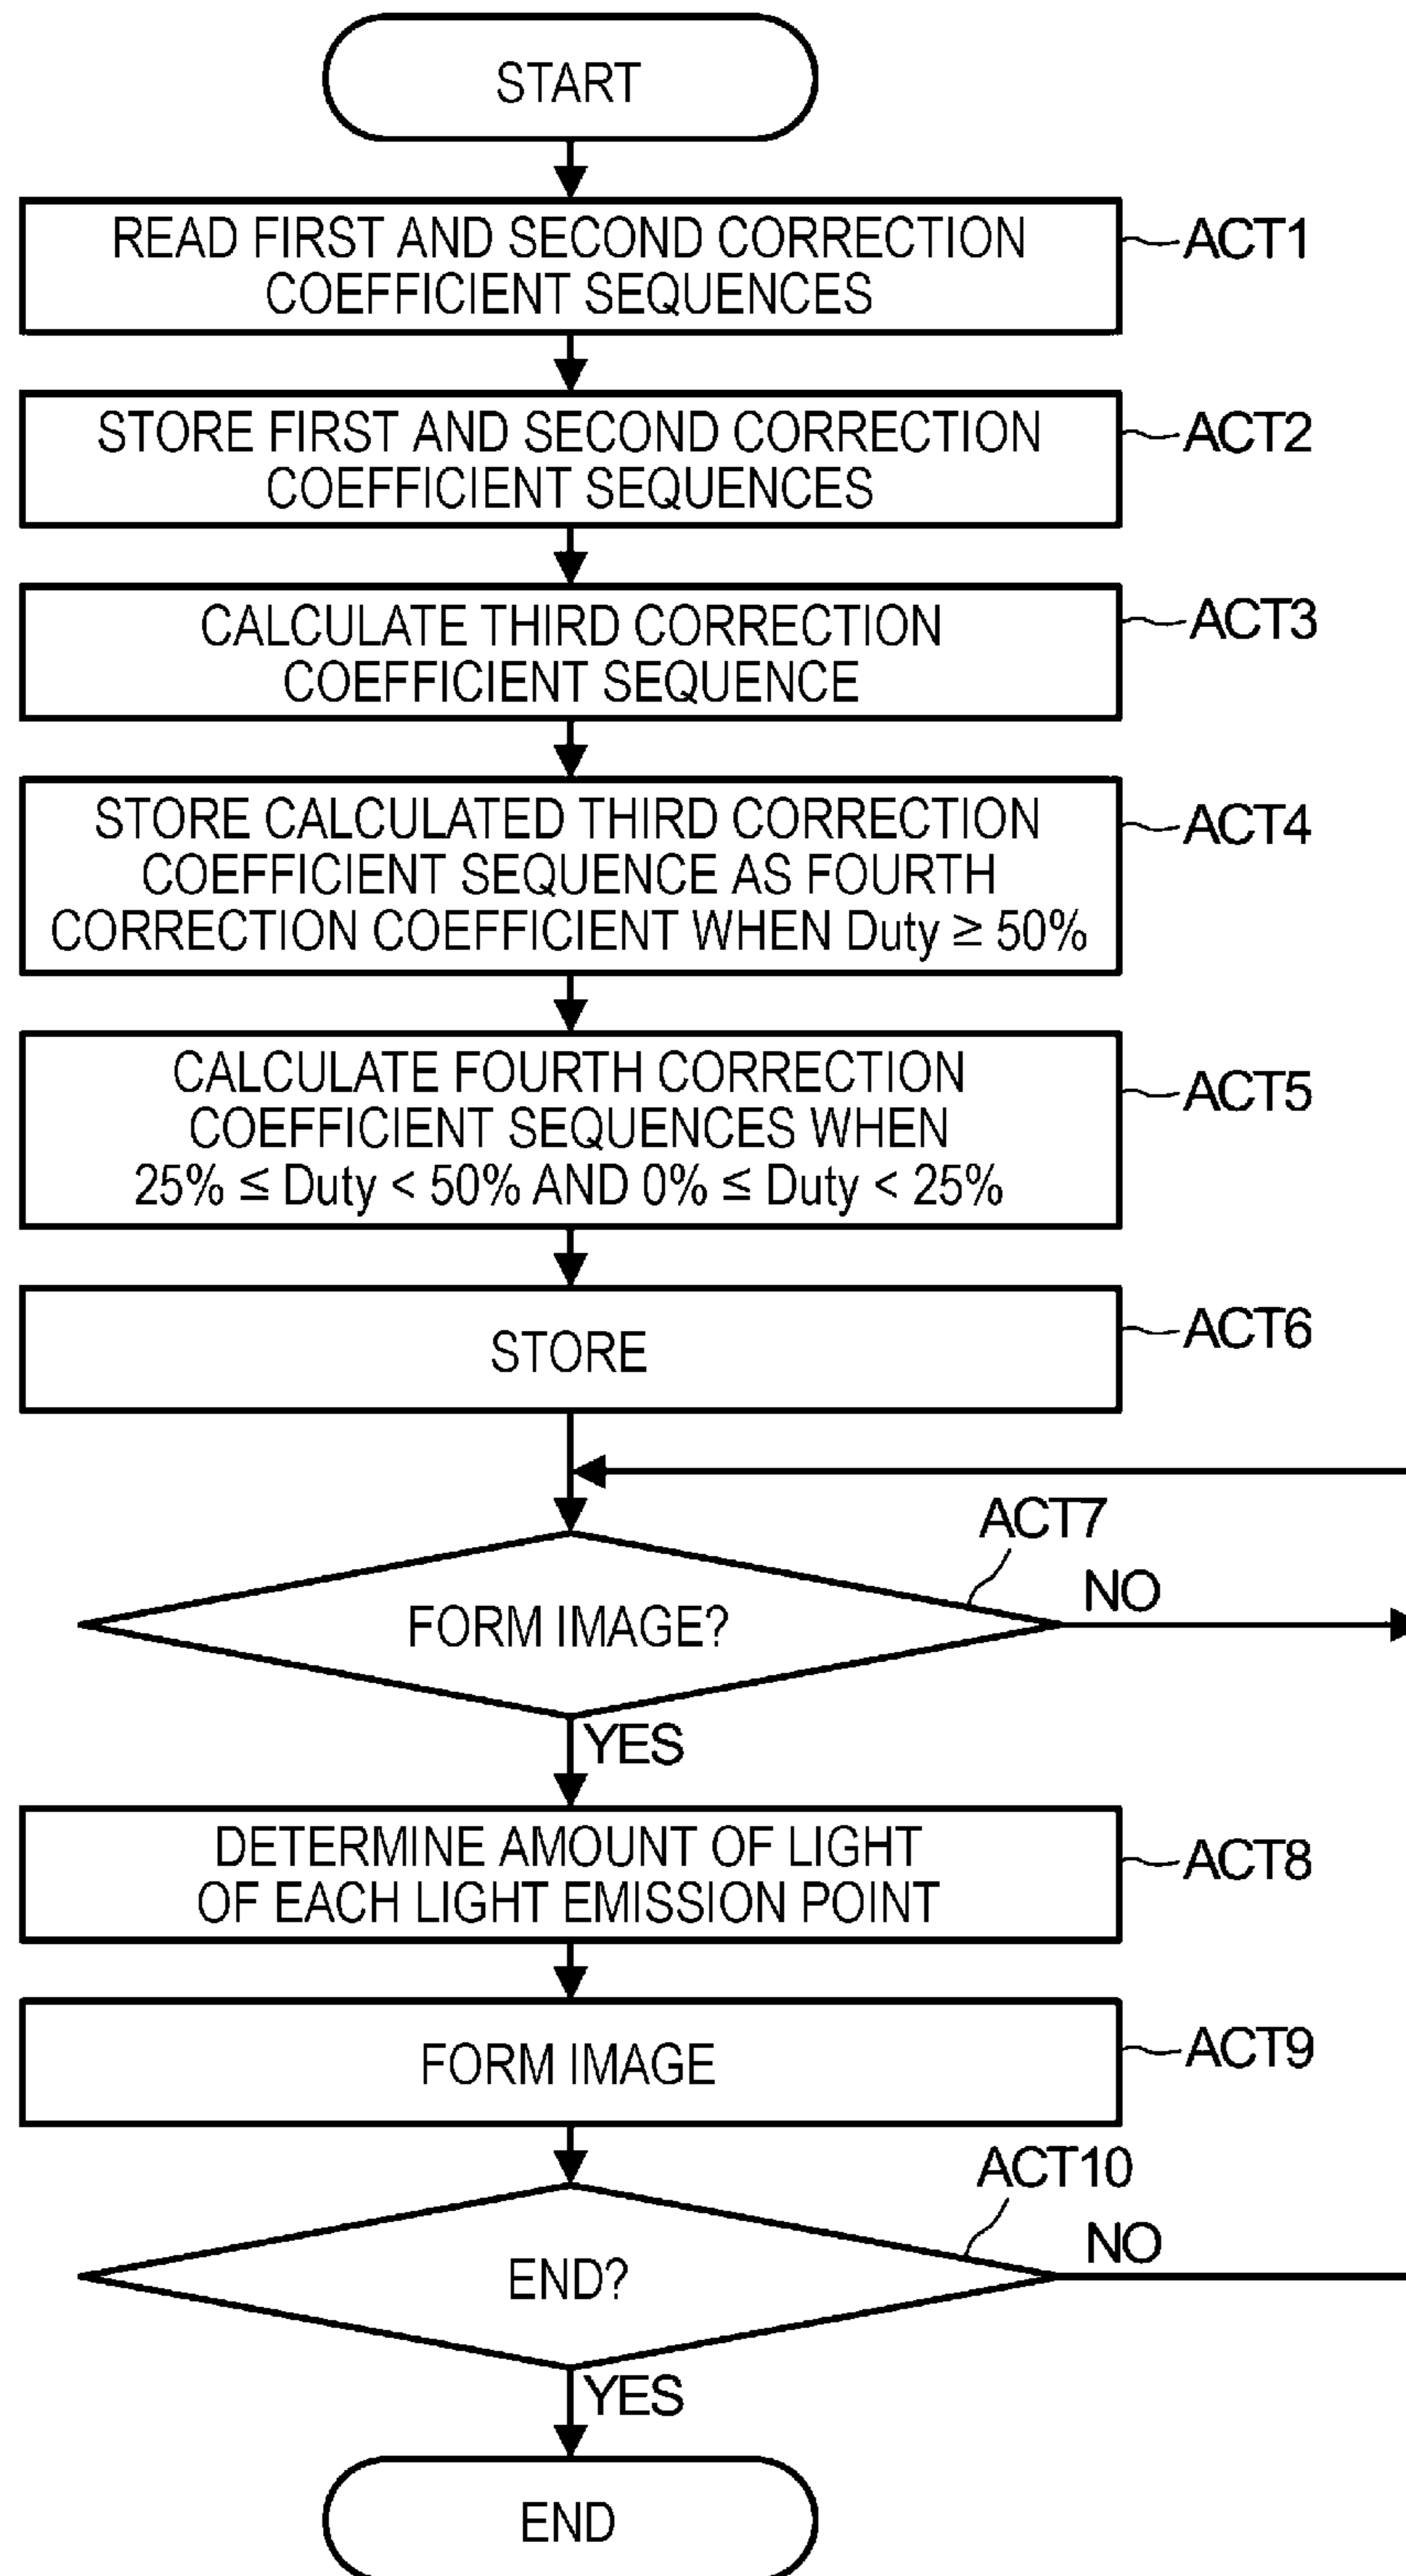 START
READ FIRST AND SECOND CORRECTION
COEFFICIENT SEQUENCES
ACT1
STORE FIRST AND SECOND CORRECTION
COEFFICIENT SEQUENCES
ACT2
CALCULATE THIRD CORRECTION
COEFFICIENT SEQUENCE
ACT3
STORE CALCULATED THIRD CORRECTION
COEFFICIENT SEQUENCE AS FOURTH
CORRECTION COEFFICIENT WHEN Duty ≥ 50%
ACT4
CALCULATE FOURTH CORRECTION
COEFFICIENT SEQUENCES WHEN
25% ≤ Duty < 50% AND 0% ≤ Duty < 25%
ACT5
STORE
ACT6
ACT7
FORM IMAGE?
NO
YES
DETERMINE AMOUNT OF LIGHT
OF EACH LIGHT EMISSION POINT
ACT8
FORM IMAGE
ACT9
ACT10
END?
NO
YES
END